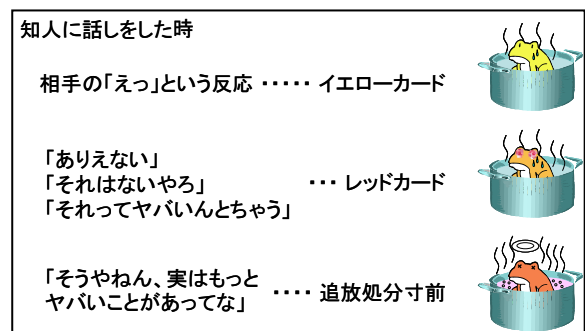 知人に話しをした時
相手の「えっ」という反応 ・・・・・ イエローカード
「ありえない」
「それはないやろ」 ・・・ レッドカード
「それってヤバいんとちゃう」
「そうやねん、実はもっと
ヤバいことがあってな」 ・・・・ 追放処分寸前